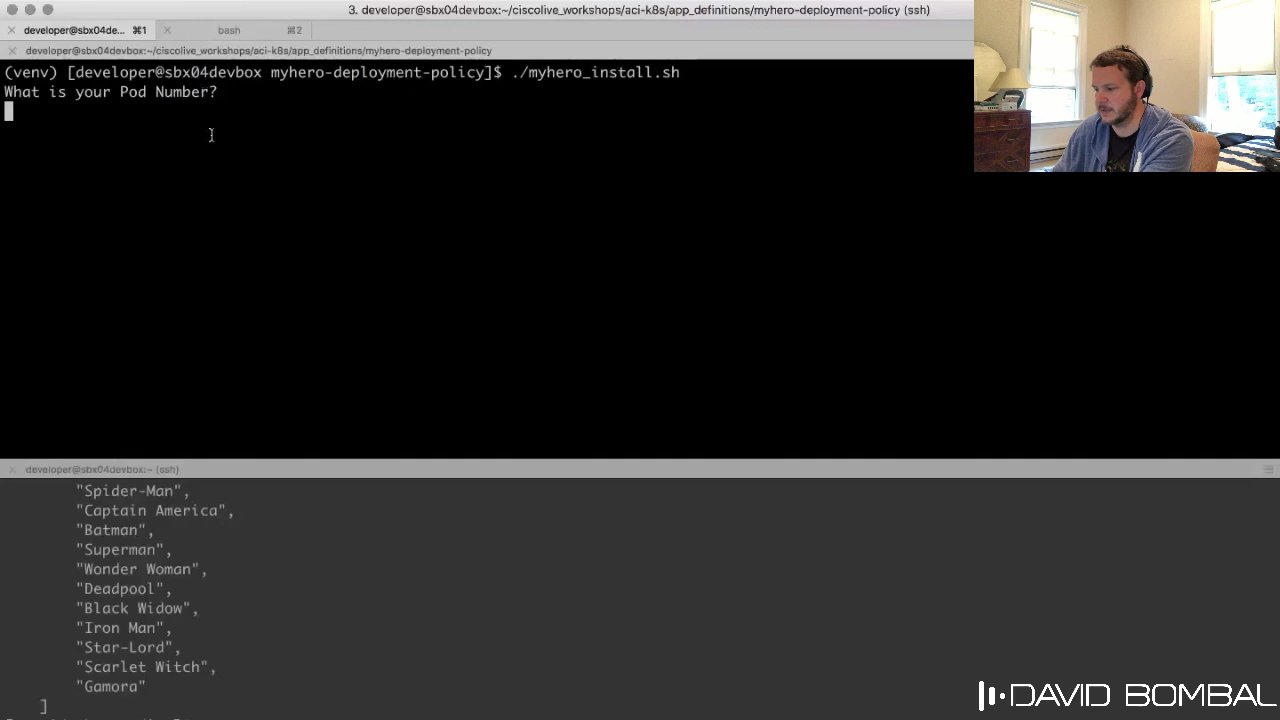 3. developer@sbx04devbox:~/ciscolive_workshops/aci-k8s/app_definitions/myhero-deployment-policy (ssh)
developer@sbx04de... ⌘1 bash ⌘2
developer@sbx04devbox:~/ciscolive_workshops/aci-k8s/app_definitions/myhero-deployment-policy
(venv) [developer@sbx04devbox myhero-deployment-policy]$ ./myhero_install.sh
What is your Pod Number?
developer@sbx04devbox:~ (ssh)
"Spider-Man",
"Captain America",
"Batman",
"Superman",
"Wonder Woman",
"Deadpool",
"Black Widow",
"Iron Man",
"Star-Lord",
"Scarlet Witch",
"Gamora"
]
DAVID BOMBAL